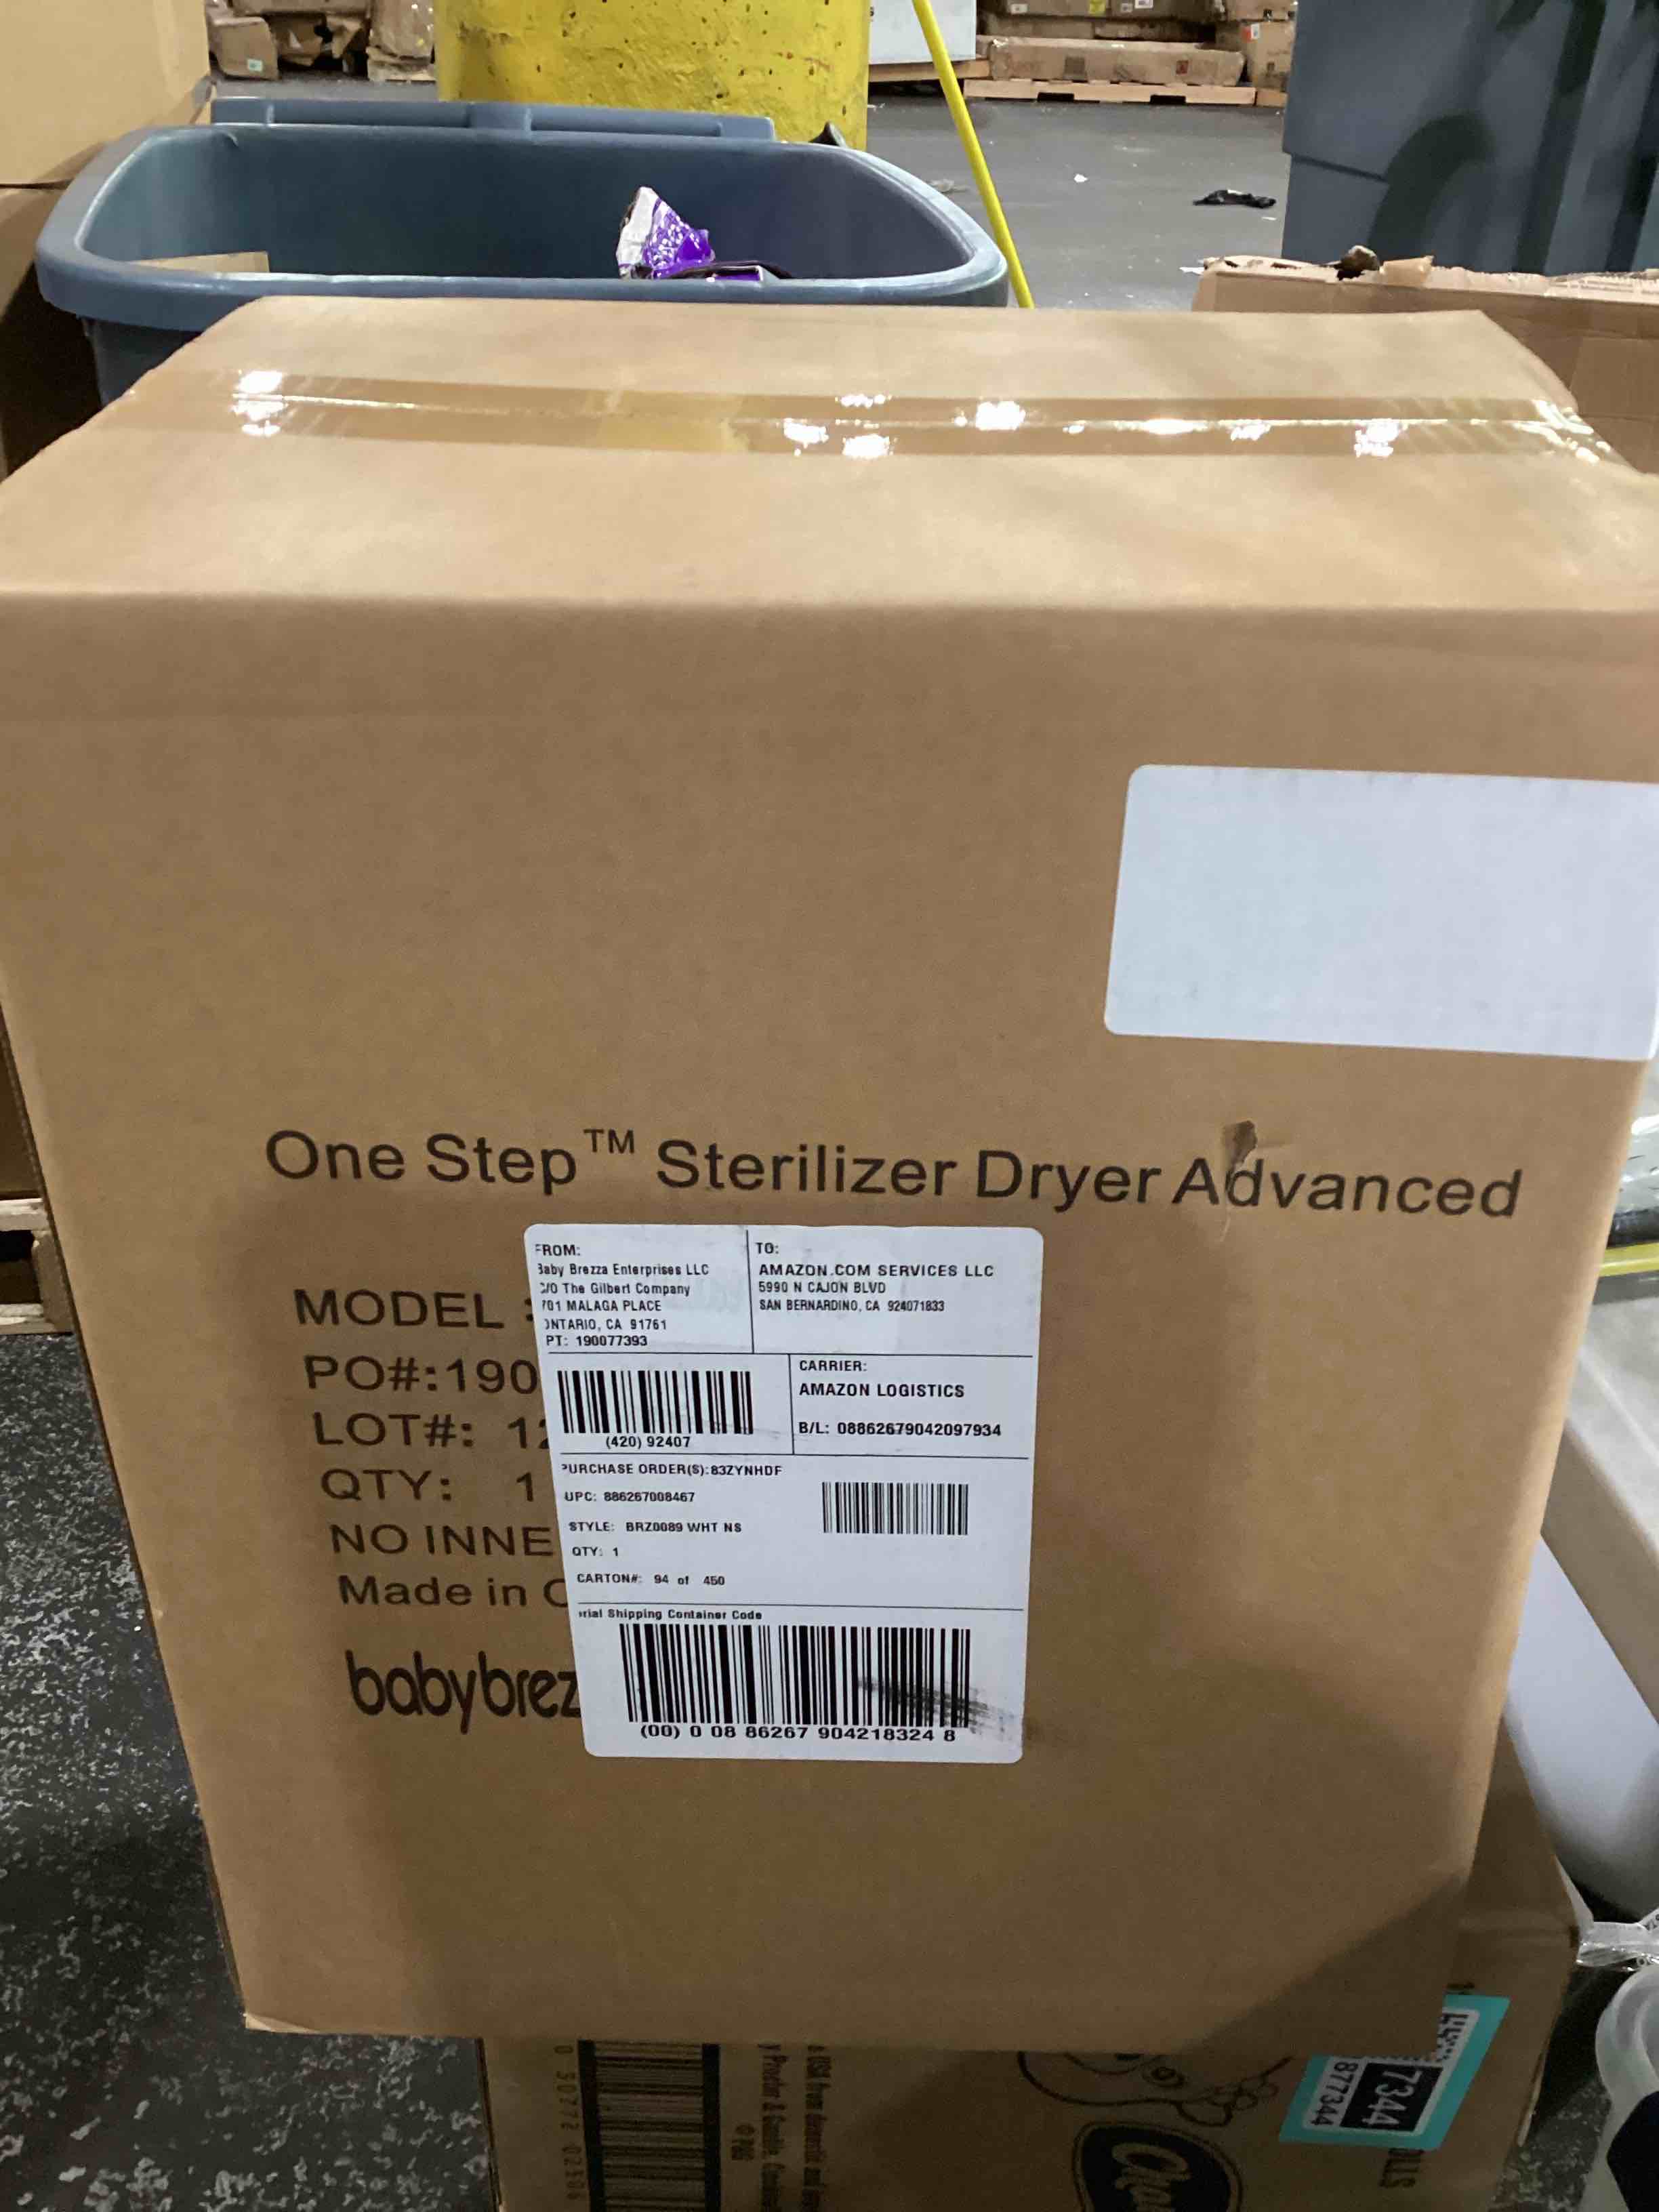 One Step™ Sterilizer Dryer Advanced
MODEL :
PO#:190
LOT#: 12
QTY: 1
NO INNE
Made in C
babybrez
FROM:
Baby Brezza Enterprises LLC
C/O The Gilbert Company
701 MALAGA PLACE
ONTARIO, CA 91761
PT: 190077393
TO:
AMAZON.COM SERVICES LLC
5990 N CAJON BLVD
SAN BERNARDINO, CA 924071833
(420) 92407
CARRIER:
AMAZON LOGISTICS
B/L: 08862679042097934
PURCHASE ORDER(S):83ZYNHDF
UPC: 886267008467
STYLE: BRZ0089 WHT NS
QTY: 1
CARTON#: 94 of 450
erial Shipping Container Code
(00) 0 08 86267 904218324 8
7344
877344